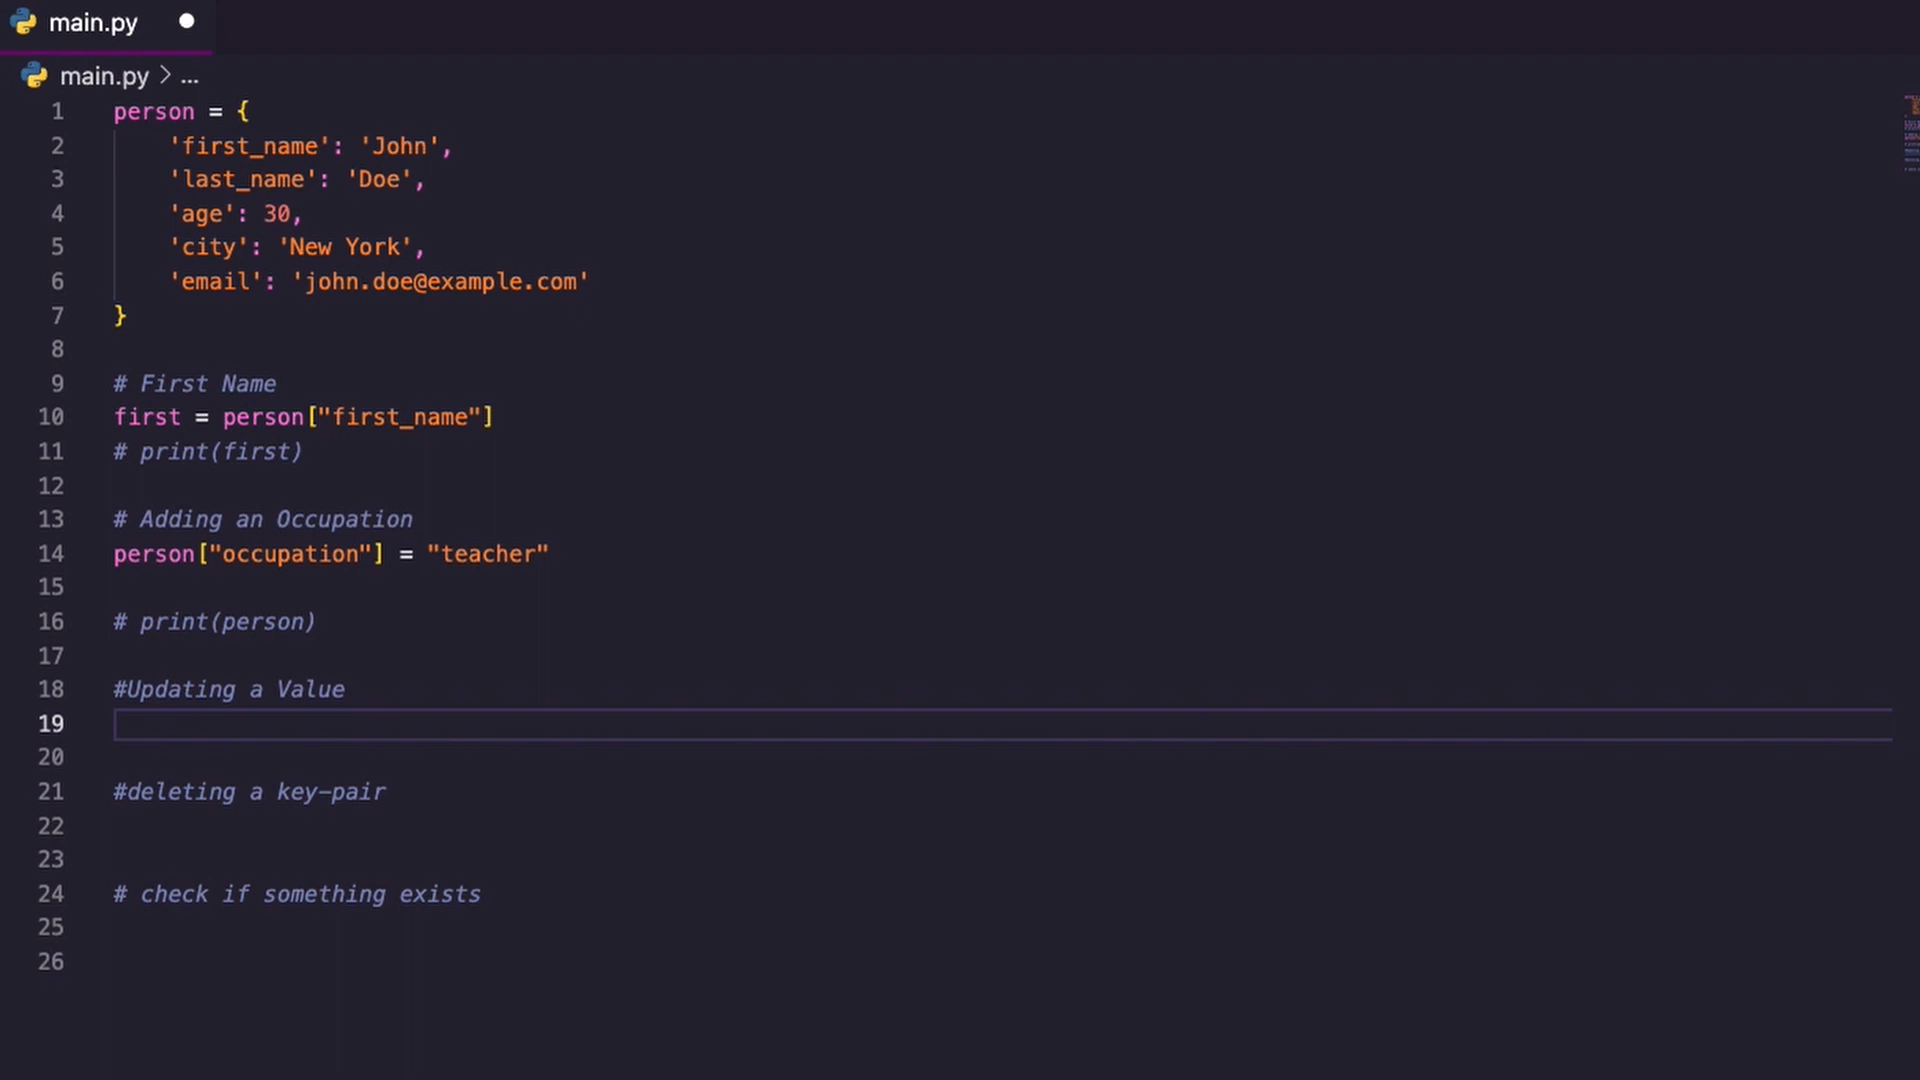 main.py
main.py > ...
1 person = {
2 'first_name': 'John',
3 'last_name': 'Doe',
4 'age': 30,
5 'city': 'New York',
6 'email': 'john.doe@example.com'
7 }
8
9 # First Name
10 first = person["first_name"]
11 # print(first)
12
13 # Adding an Occupation
14 person["occupation"] = "teacher"
15
16 # print(person)
17
18 #Updating a Value
19
20
21 #deleting a key-pair
22
23
24 # check if something exists
25
26